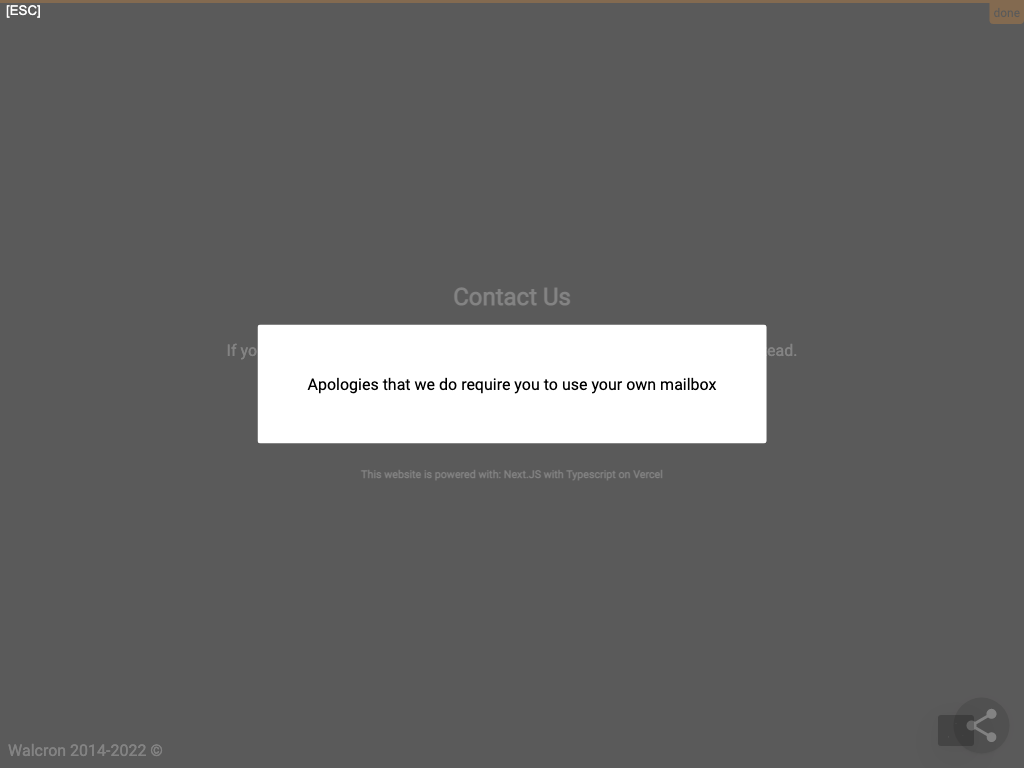 [ESC]
done
Contact Us
If yo
ead.
Apologies that we do require you to use your own mailbox
This website is powered with: Next.JS with Typescript on Vercel
Walcron 2014-2022 ©